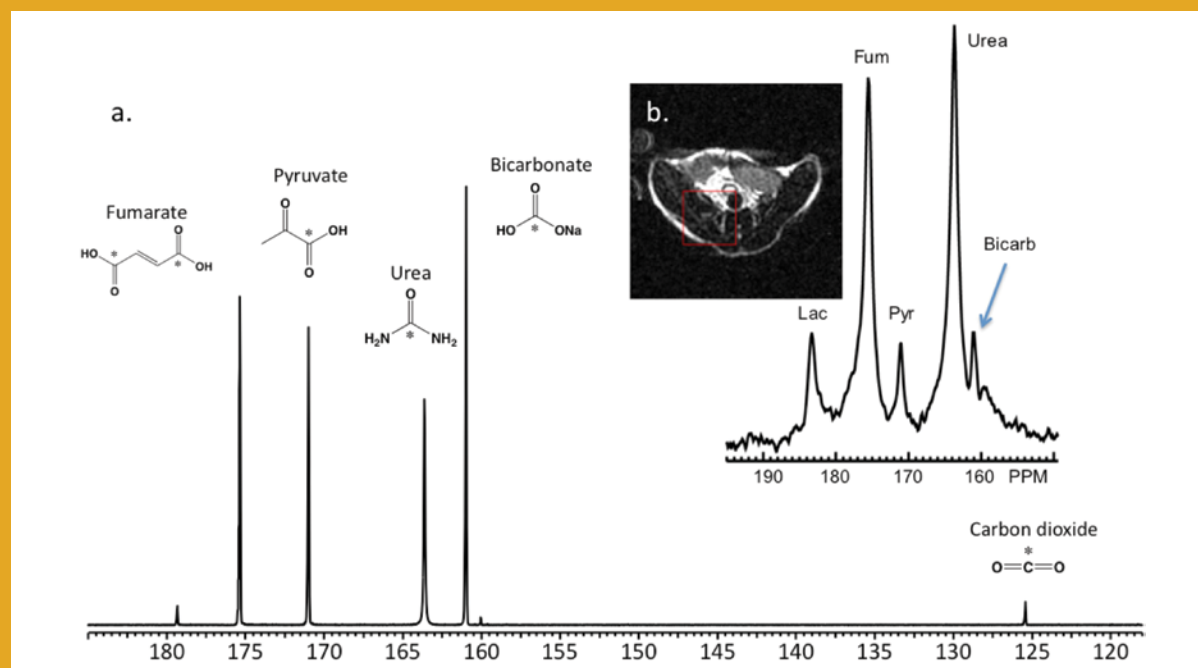 a.
Fumarate
HO * O * OH O
Pyruvate
O * OH O
Urea
O
H₂N * NH₂
Bicarbonate
O
HO * ONa
b.
Lac
Fum
Pyr
Urea
Bicarb
190 180 170 160 PPM
Carbon dioxide
*
O=C=O
180 175 170 165 160 155 150 145 140 135 130 125 120